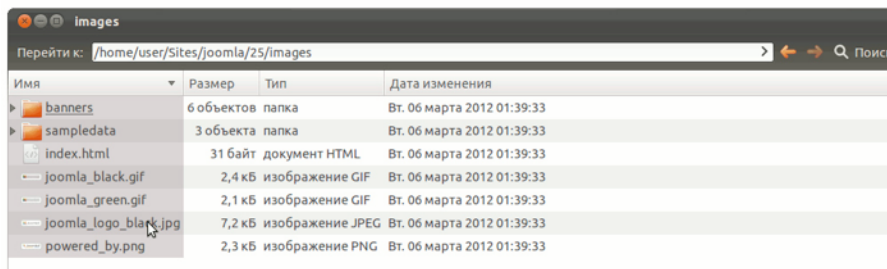 images
Перейти к: /home/user/Sites/joomla/25/images Поиск
Имя Размер Тип Дата изменения
banners 6 объектов папка Вт. 06 марта 2012 01:39:33
sampledata 3 объекта папка Вт. 06 марта 2012 01:39:33
index.html 31 байт документ HTML Вт. 06 марта 2012 01:39:33
joomla_black.gif 2,4 кБ изображение GIF Вт. 06 марта 2012 01:39:33
joomla_green.gif 2,1 кБ изображение GIF Вт. 06 марта 2012 01:39:33
joomla_logo_black.jpg 7,2 кБ изображение JPEG Вт. 06 марта 2012 01:39:33
powered_by.png 2,3 кБ изображение PNG Вт. 06 марта 2012 01:39:33